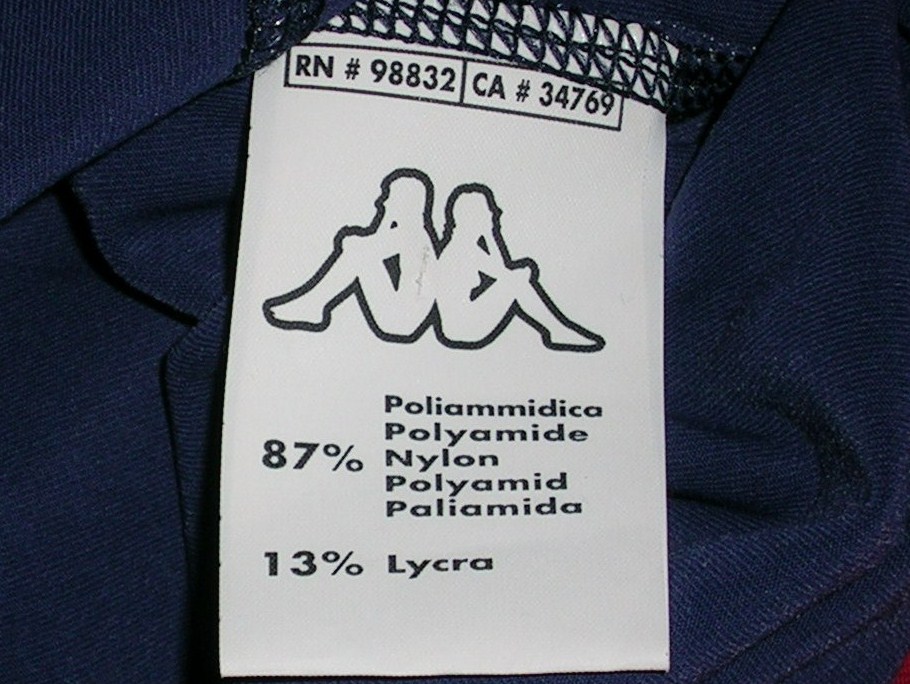 RN # 98832 CA # 34769
Poliammidica
Polyamide
87% Nylon
Polyamid
Paliamida
13% Lycra